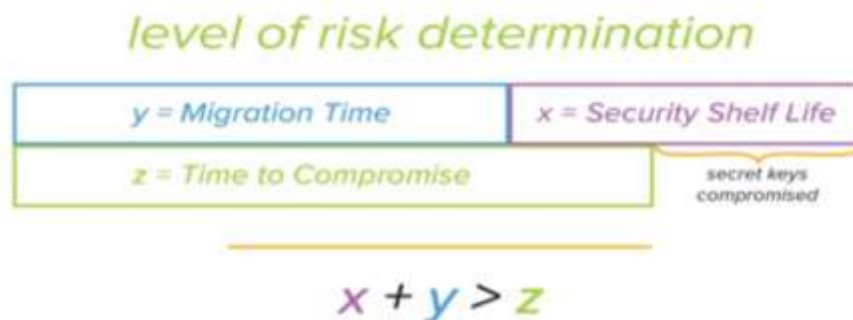 level of risk determination
y = Migration Time
x = Security Shelf Life
z = Time to Compromise
secret keys
compromised
x + y > z